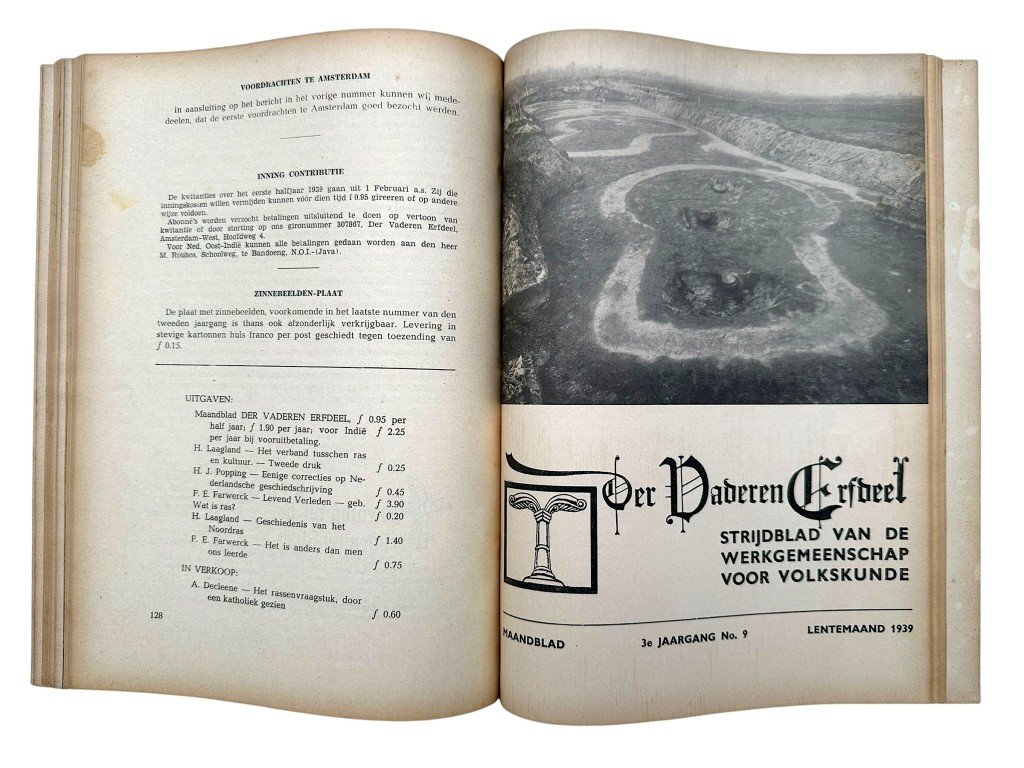 VOORDRACHTEN TE AMSTERDAM
in aansluiting op het bericht in het vorige nummer kunnen wij mede-
deelen, dat de eerste voordrachten te Amsterdam goed bezocht werden.
INNING CONTRIBUTIE
De kwitanties over het eerste halfjaar 1939 gaan uit 1 Februari a.s. Zij die
inningskosten willen vermijden kunnen vóór dien tijd f 0.95 gireeren of op andere
wijze voldoen.
Abonné's worden verzocht betalingen uitsluitend te doen op vertoon van
kwitantie of door storting op ons gironummer 307867, Der Vaderen Erfdeel,
Amsterdam-West, Hoofdweg 4.
Voor Ned. Oost-Indië kunnen alle betalingen gedaan worden aan den heer
M. Roubos, Schoolweg, te Bandoeng, N.O.I.-(Java).
ZINNEBEELDEN-PLAAT
De plaat met zinnebeelden, voorkomende in het laatste nummer van den
tweeden jaargang is thans ook afzonderlijk verkrijgbaar. Levering in
stevige kartonnen huls franco per post geschiedt tegen toezending van
f 0.15.
UITGAVEN:
Maandblad DER VADEREN ERFDEEL, f 0.95 per
half jaar; f 1.90 per jaar; voor Indië f 2.25
per jaar bij vooruitbetaling.
H. Laagland — Het verband tusschen ras
en kultuur. — Tweede druk f 0.25
H. J. Popping — Eenige correcties op Ne-
derlandsche geschiedschrijving f 0.45
F. E. Farwerck — Levend Verleden — geb. f 3.90
Wat is ras? f 0.20
H. Laagland — Geschiedenis van het
Noordras f 1.40
F. E. Farwerck — Het is anders dan men
ons leerde f 0.75
IN VERKOOP:
A. Decleene — Het rassenvraagstuk, door
een katholiek gezien f 0.60
128
Der Vaderen Erfdeel
STRIJDBLAD VAN DE
WERKGEMEENSCHAP
VOOR VOLKSKUNDE
MAANDBLAD 3e JAARGANG No. 9 LENTEMAAND 1939